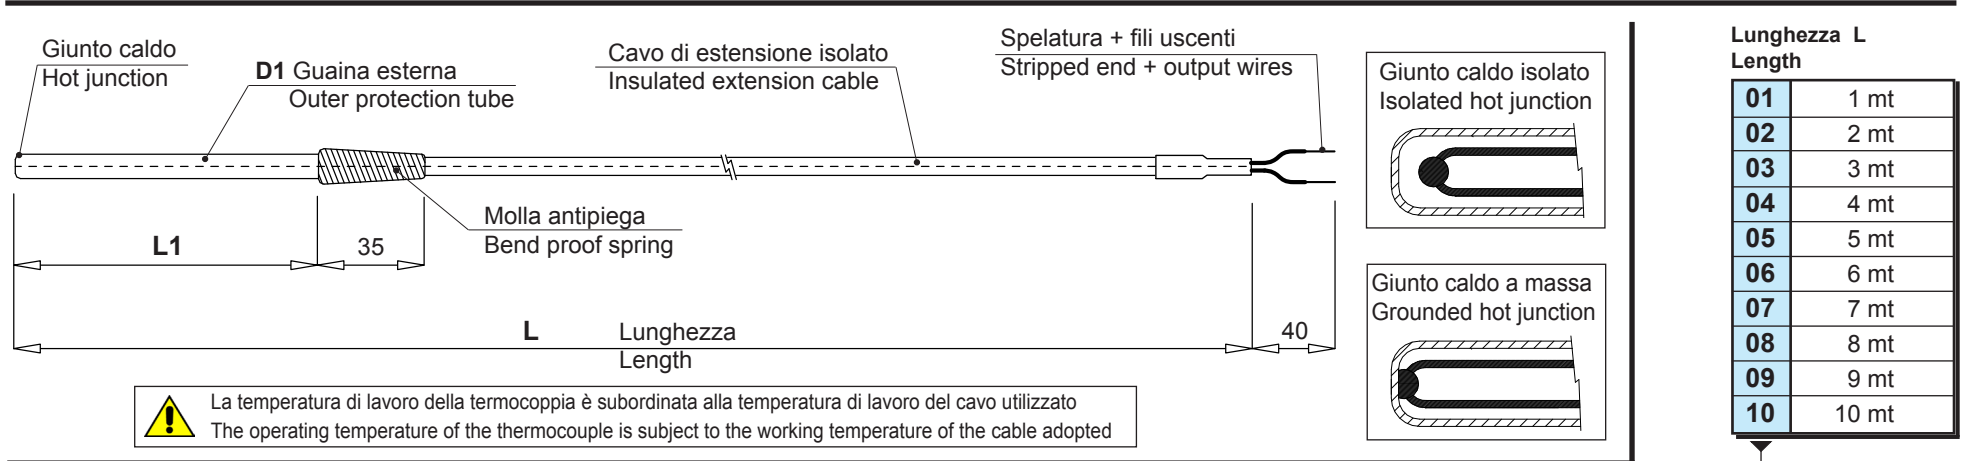 Giunto caldo
Hot junction
D1 Guaina esterna
Outer protection tube
Cavo di estensione isolato
Insulated extension cable
Spelatura + fili uscenti
Stripped end + output wires
Molla antipiega
Bend proof spring
L1
35
L
Lunghezza
Length
40
La temperatura di lavoro della termocoppia è subordinata alla temperatura di lavoro del cavo utilizzato
The operating temperature of the thermocouple is subject to the working temperature of the cable adopted
Giunto caldo isolato
Isolated hot junction
Giunto caldo a massa
Grounded hot junction
Lunghezza L
Length
01 1 mt
02 2 mt
03 3 mt
04 4 mt
05 5 mt
06 6 mt
07 7 mt
08 8 mt
09 9 mt
10 10 mt